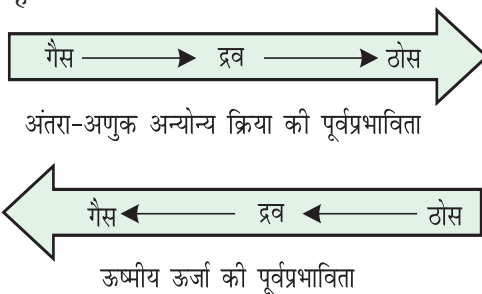 गैस द्रव ठोस
अंतरा-अणुक अन्योन्य क्रिया की पूर्वप्रभाविता
गैस द्रव ठोस
ऊष्मीय ऊर्जा की पूर्वप्रभाविता